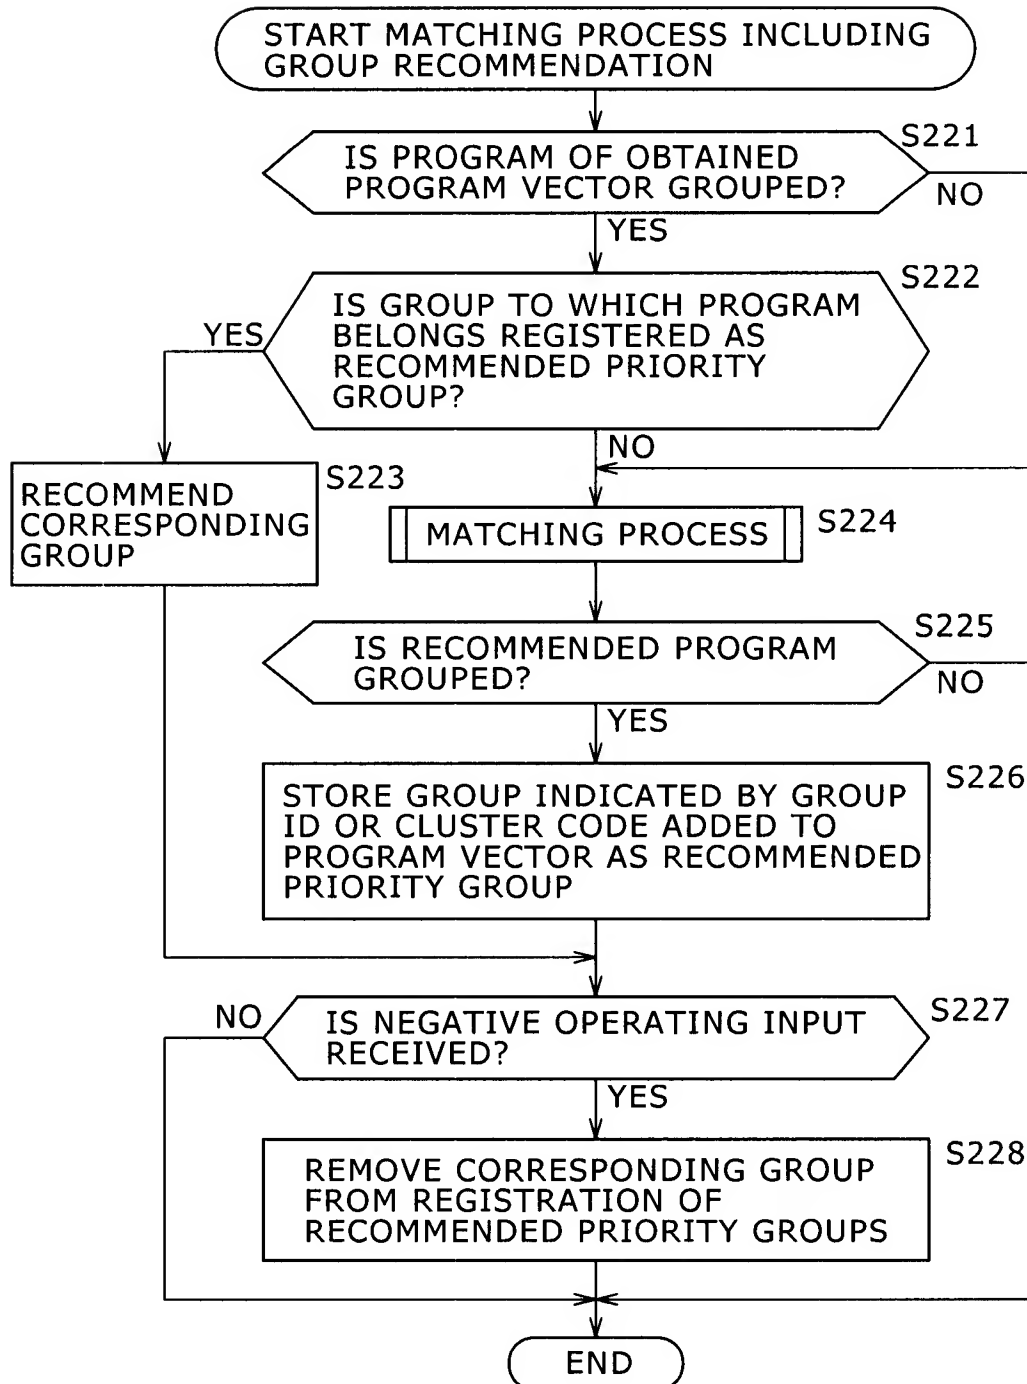 START MATCHING PROCESS INCLUDING
GROUP RECOMMENDATION
S221
IS PROGRAM OF OBTAINED
PROGRAM VECTOR GROUPED?
NO
YES
S222
IS GROUP TO WHICH PROGRAM
BELONGS REGISTERED AS
RECOMMENDED PRIORITY
GROUP?
YES
NO
S223
RECOMMEND
CORRESPONDING
GROUP
S224
MATCHING PROCESS
S225
IS RECOMMENDED PROGRAM
GROUPED?
NO
YES
S226
STORE GROUP INDICATED BY GROUP
ID OR CLUSTER CODE ADDED TO
PROGRAM VECTOR AS RECOMMENDED
PRIORITY GROUP
S227
NO
IS NEGATIVE OPERATING INPUT
RECEIVED?
YES
S228
REMOVE CORRESPONDING GROUP
FROM REGISTRATION OF
RECOMMENDED PRIORITY GROUPS
END